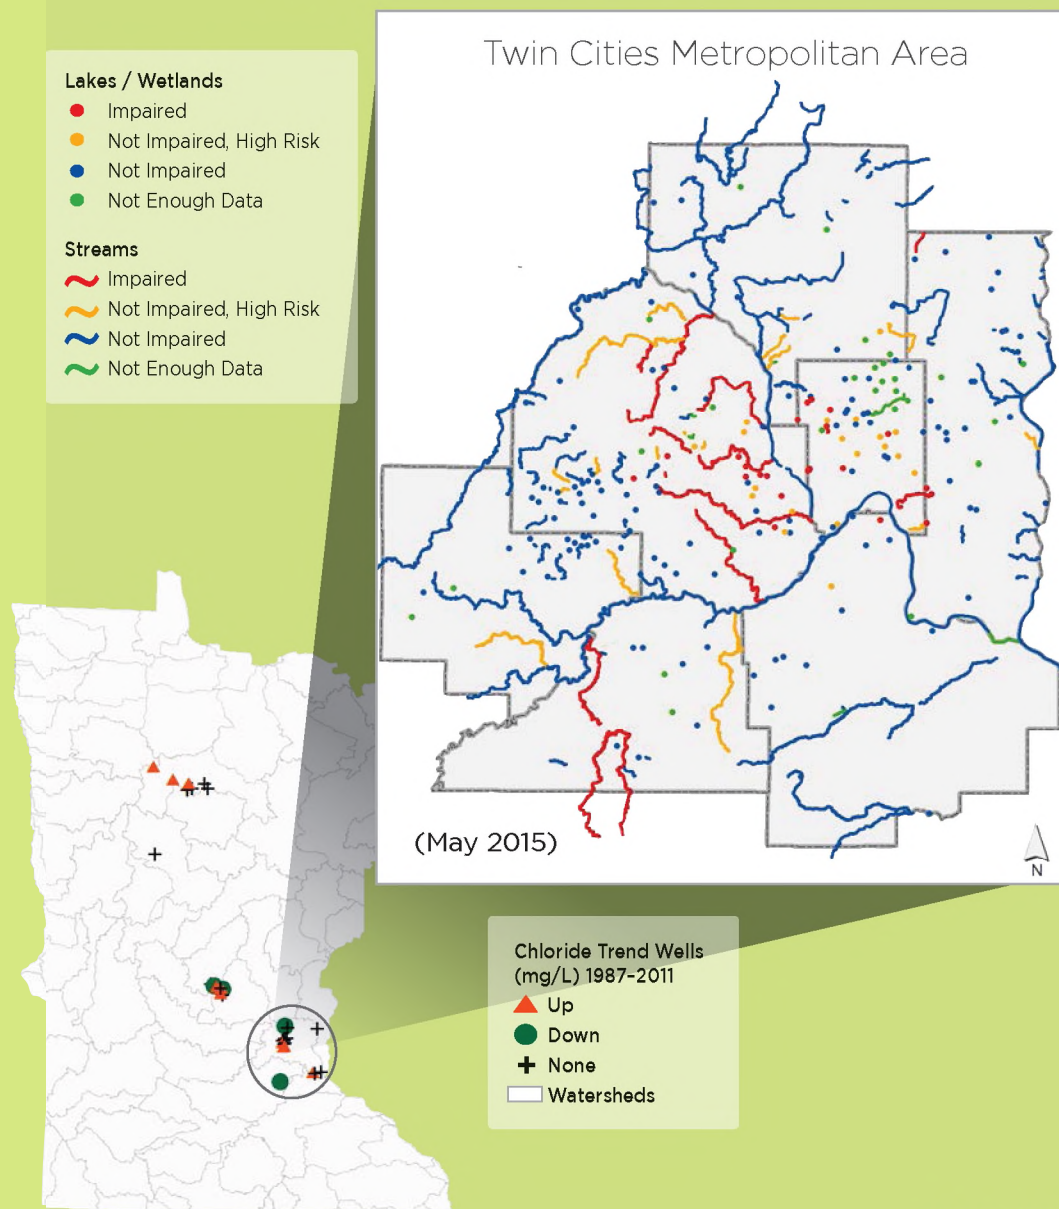 Twin Cities Metropolitan Area
Lakes / Wetlands
Impaired
Not Impaired, High Risk
Not Impaired
Not Enough Data
Streams
Impaired
Not Impaired, High Risk
Not Impaired
Not Enough Data
(May 2015)
N
Chloride Trend Wells
(mg/L) 1987–2011
Up
Down
None
Watersheds